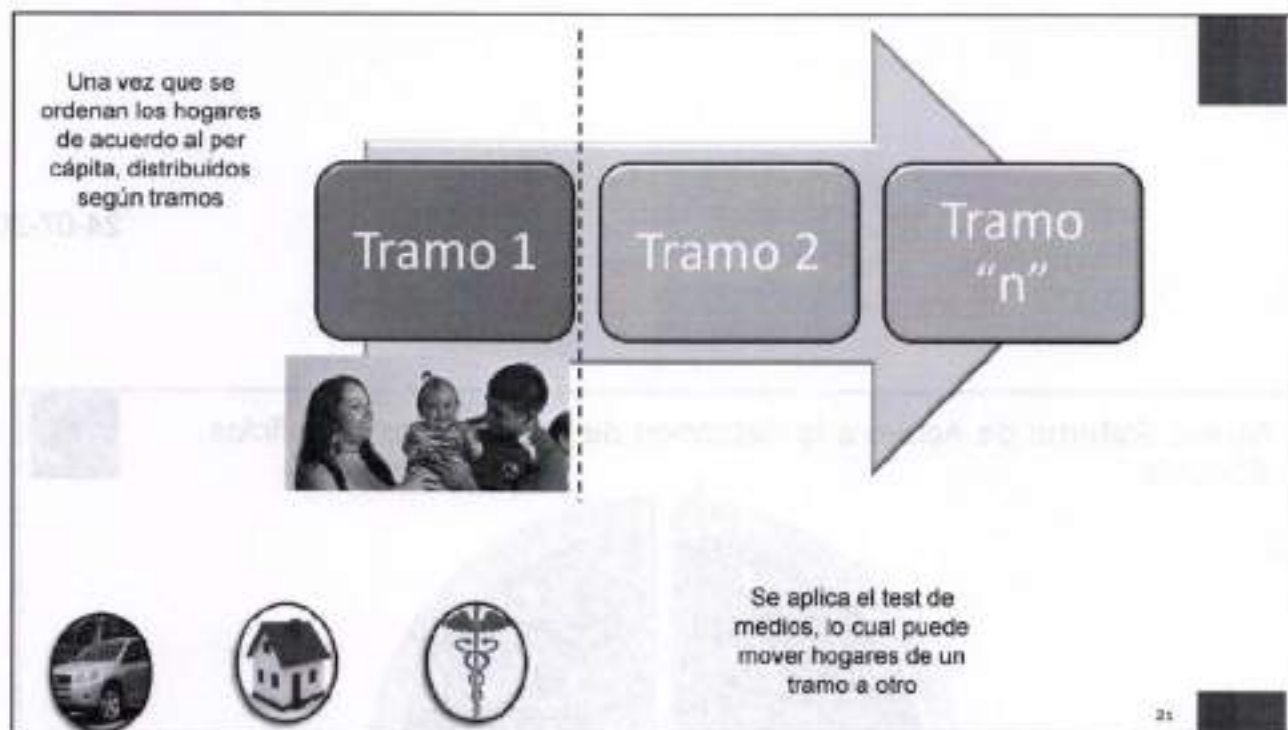 Una vez que se
ordenan los hogares
de acuerdo al per
cápita, distribuidos
según tramos
Tramo 1
Tramo 2
Tramo
"n"
Se aplica el test de
medios, lo cual puede
mover hogares de un
tramo a otro
21